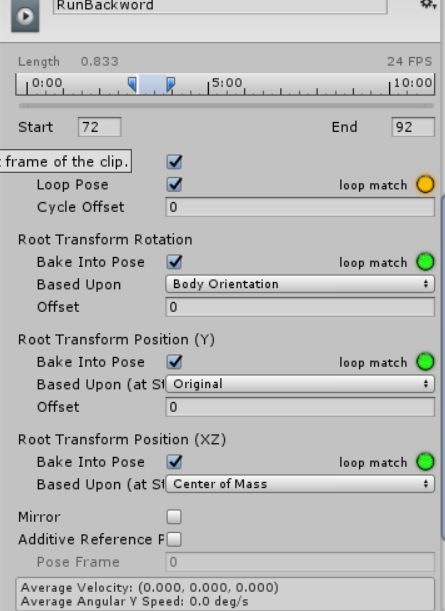 RunBackword
Length 0.833 24 FPS
0:00 5:00 10:00
Start 72 End 92
t frame of the clip.
Loop Pose loop match
Cycle Offset 0
Root Transform Rotation
Bake Into Pose loop match
Based Upon Body Orientation
Offset 0
Root Transform Position (Y)
Bake Into Pose loop match
Based Upon (at St Original
Offset 0
Root Transform Position (XZ)
Bake Into Pose loop match
Based Upon (at St Center of Mass
Mirror
Additive Reference P
Pose Frame 0
Average Velocity: (0.000, 0.000, 0.000)
Average Angular Y Speed: 0.0 deg/s